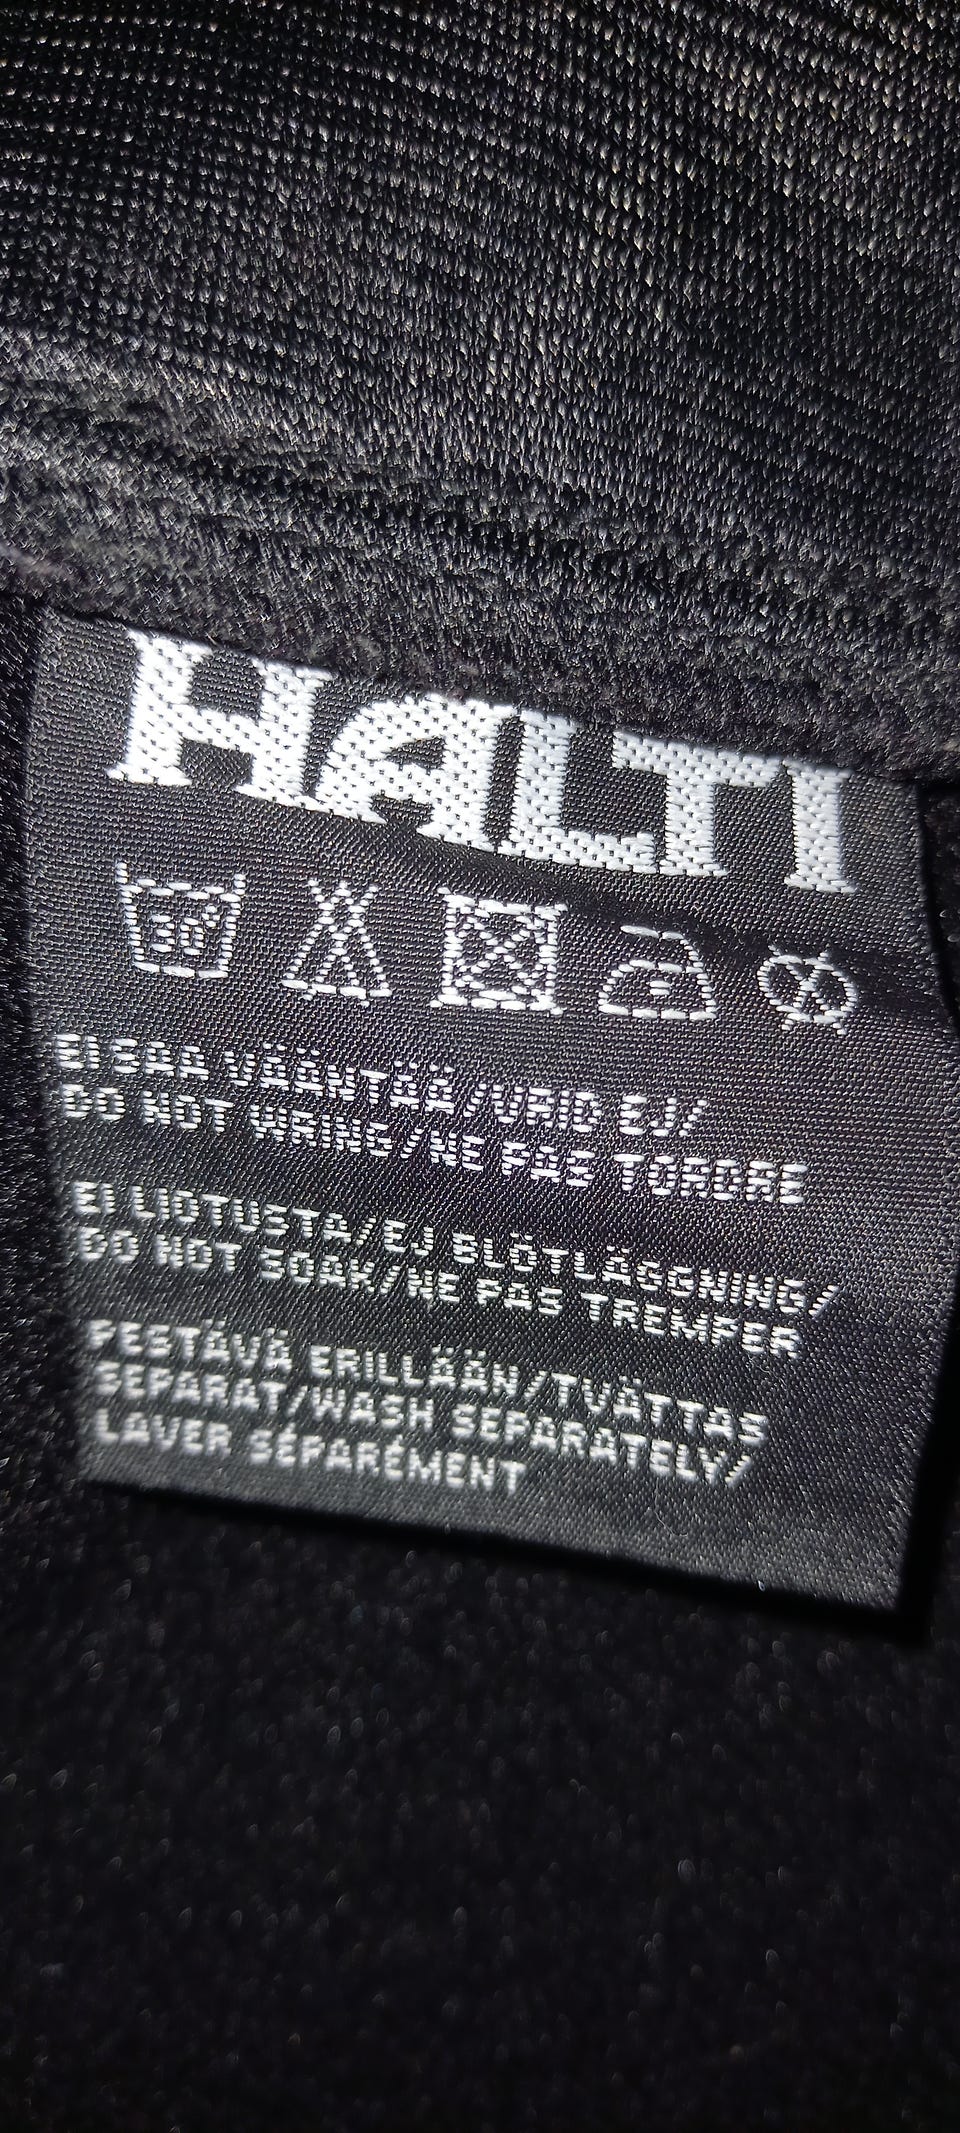 HALTI
30°
EI SAA VÄÄNTÄÄ/VRID EJ/
DO NOT WRING/NE PAS TORDRE
EI LIOTUSTA/EJ BLÖTLÄGGNING/
DO NOT SOAK/NE PAS TREMPER
PESTÄVÄ ERILLÄÄN/TVÄTTAS
SEPARAT/WASH SEPARATELY/
LAVER SÉPARÉMENT